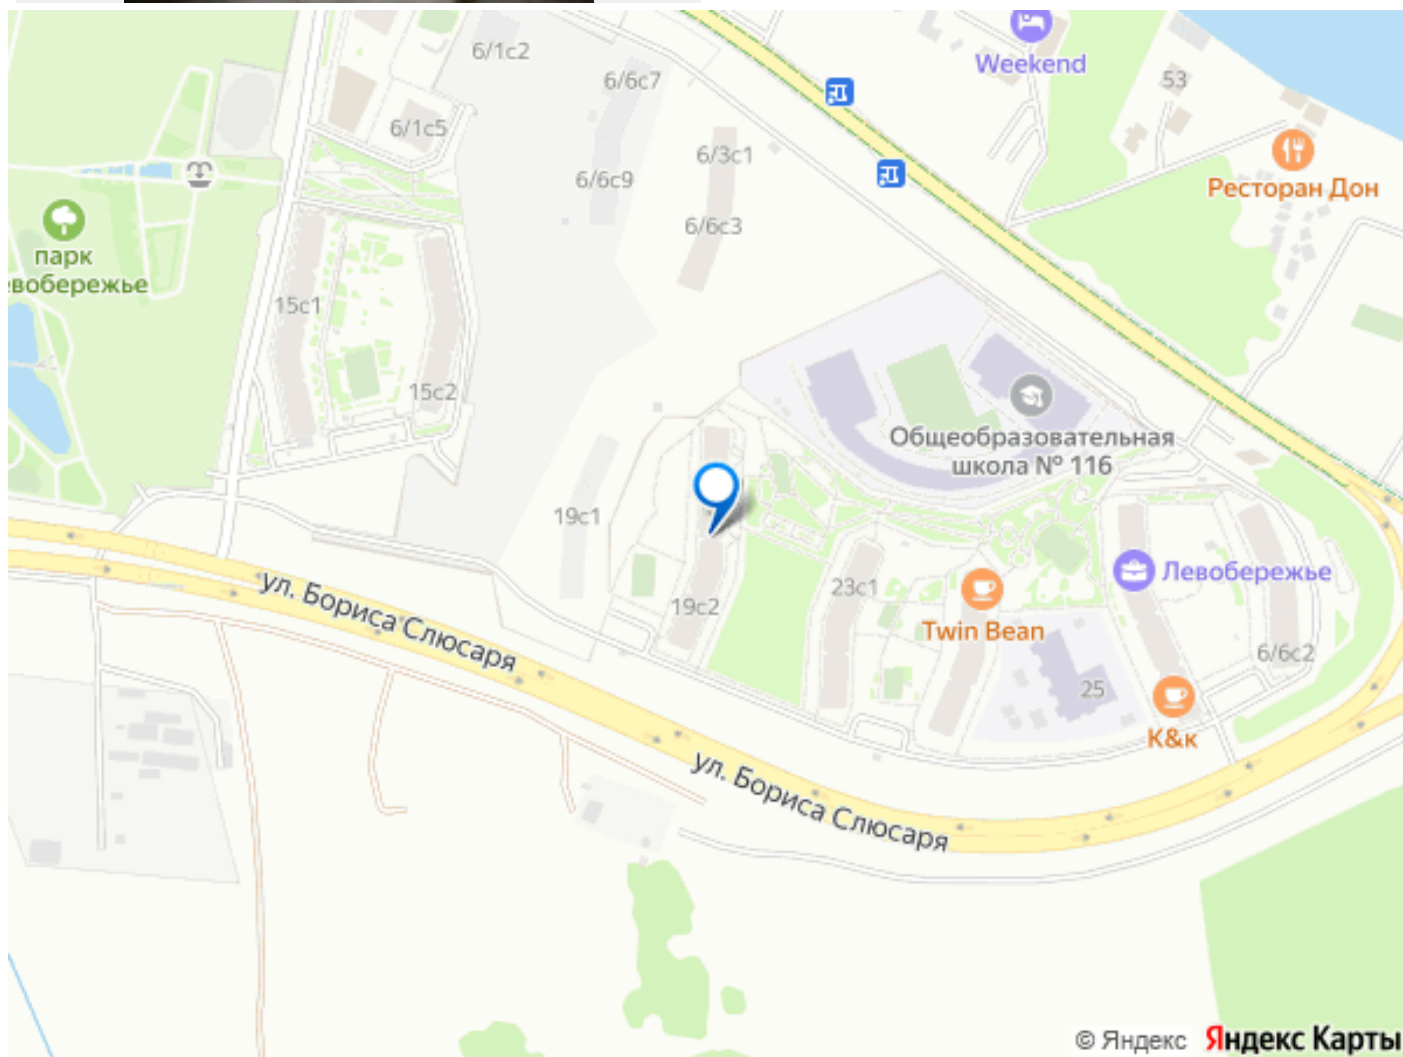 6/1с2
Weekend
6/6с7
53
6/1с5
6/3с1
6/6с9
Ресторан Дон
6/6с3
парк
евобережье
15с1
15с2
Общеобразовательная
школа № 116
19с1
ул. Бориса Слюсаря
19с2
23с1
Левобережье
Twin Bean
6/6с2
25
К&к
ул. Бориса Слюсаря
© Яндекс Яндекс Карты